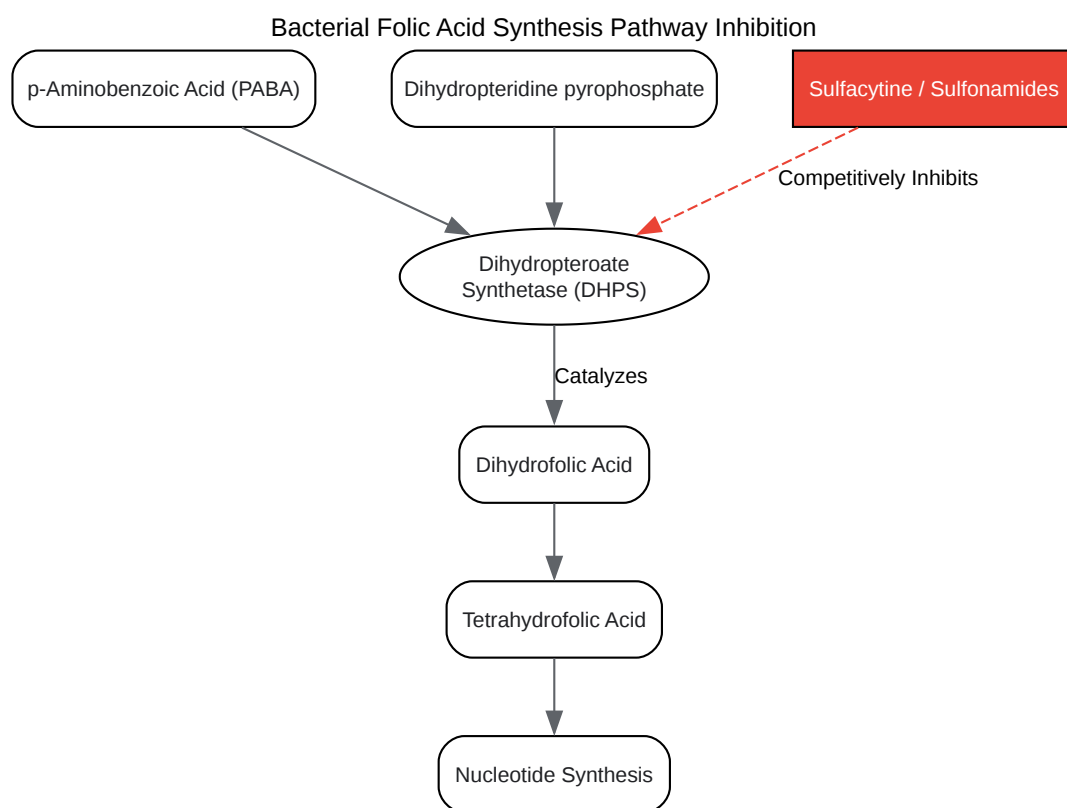 Bacterial Folic Acid Synthesis Pathway Inhibition
p-Aminobenzoic Acid (PABA)
Dihydropteridine pyrophosphate
Sulfacytine / Sulfonamides
Competitively Inhibits
Dihydropteroate
Synthetase (DHPS)
Catalyzes
Dihydrofolic Acid
Tetrahydrofolic Acid
Nucleotide Synthesis